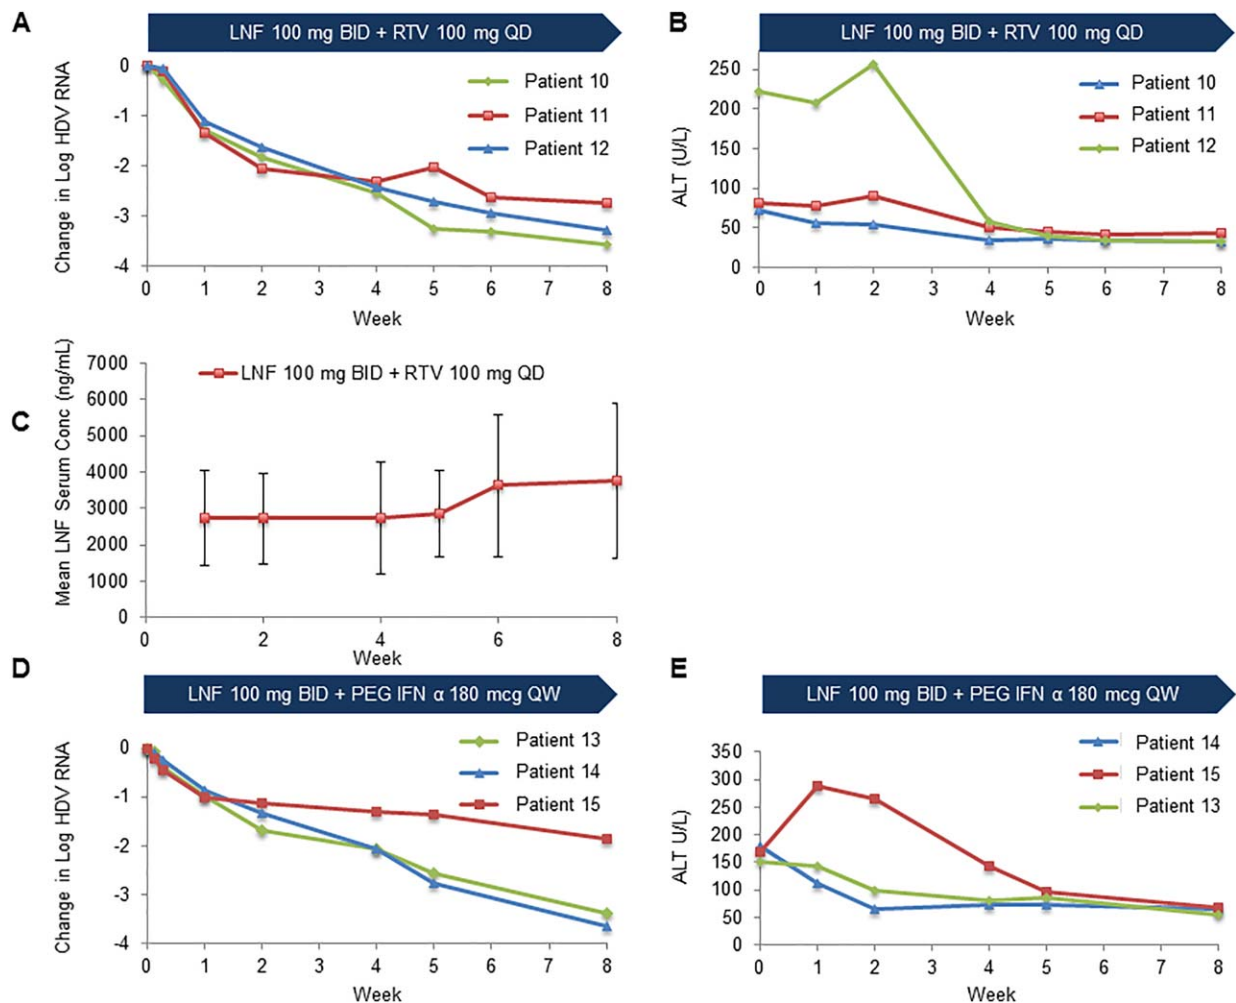 A
LNF 100 mg BID + RTV 100 mg QD
Change in Log HDV RNA
0
-1
-2
-3
-4
Patient 10
Patient 11
Patient 12
0 1 2 3 4 5 6 7 8
Week
B
LNF 100 mg BID + RTV 100 mg QD
ALT (U/L)
250
200
150
100
50
0
Patient 10
Patient 11
Patient 12
0 1 2 3 4 5 6 7 8
Week
C
Mean LNF Serum Conc (ng/mL)
7000
6000
5000
4000
3000
2000
1000
0
LNF 100 mg BID + RTV 100 mg QD
0 2 4 6 8
Week
D
LNF 100 mg BID + PEG IFN α 180 mcg QW
Change in Log HDV RNA
0
-1
-2
-3
-4
Patient 13
Patient 14
Patient 15
0 1 2 3 4 5 6 7 8
Week
E
LNF 100 mg BID + PEG IFN α 180 mcg QW
ALT U/L)
350
300
250
200
150
100
50
0
Patient 14
Patient 15
Patient 13
0 1 2 3 4 5 6 7 8
Week